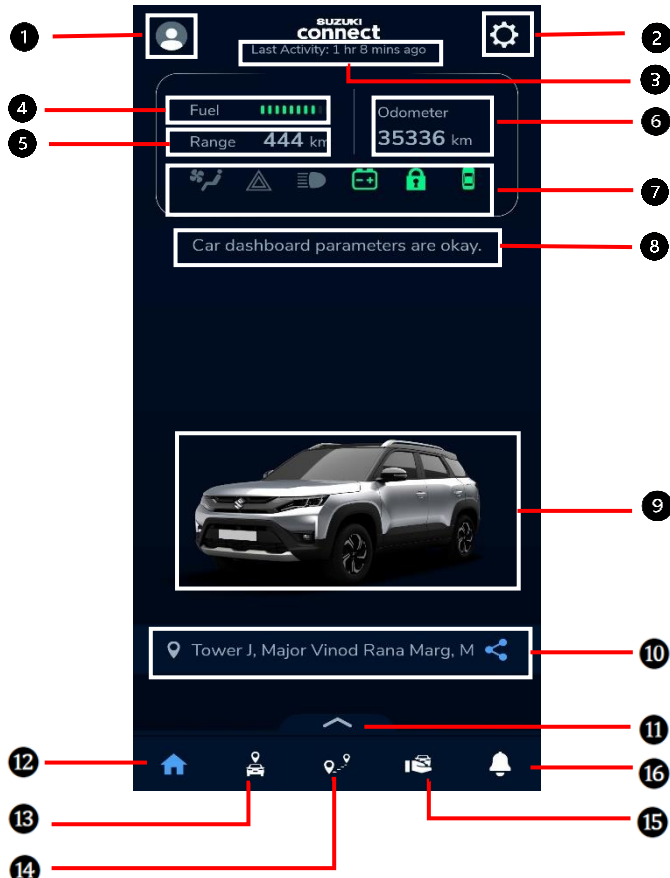 1
SUZUKI
connect
2
Last Activity: 1 hr 8 mins ago
3
4
Fuel
Odometer
6
5
Range 444 km
35336 km
7
Car dashboard parameters are okay.
8
9
Tower J, Major Vinod Rana Marg, M
10
11
12
16
13
15
14